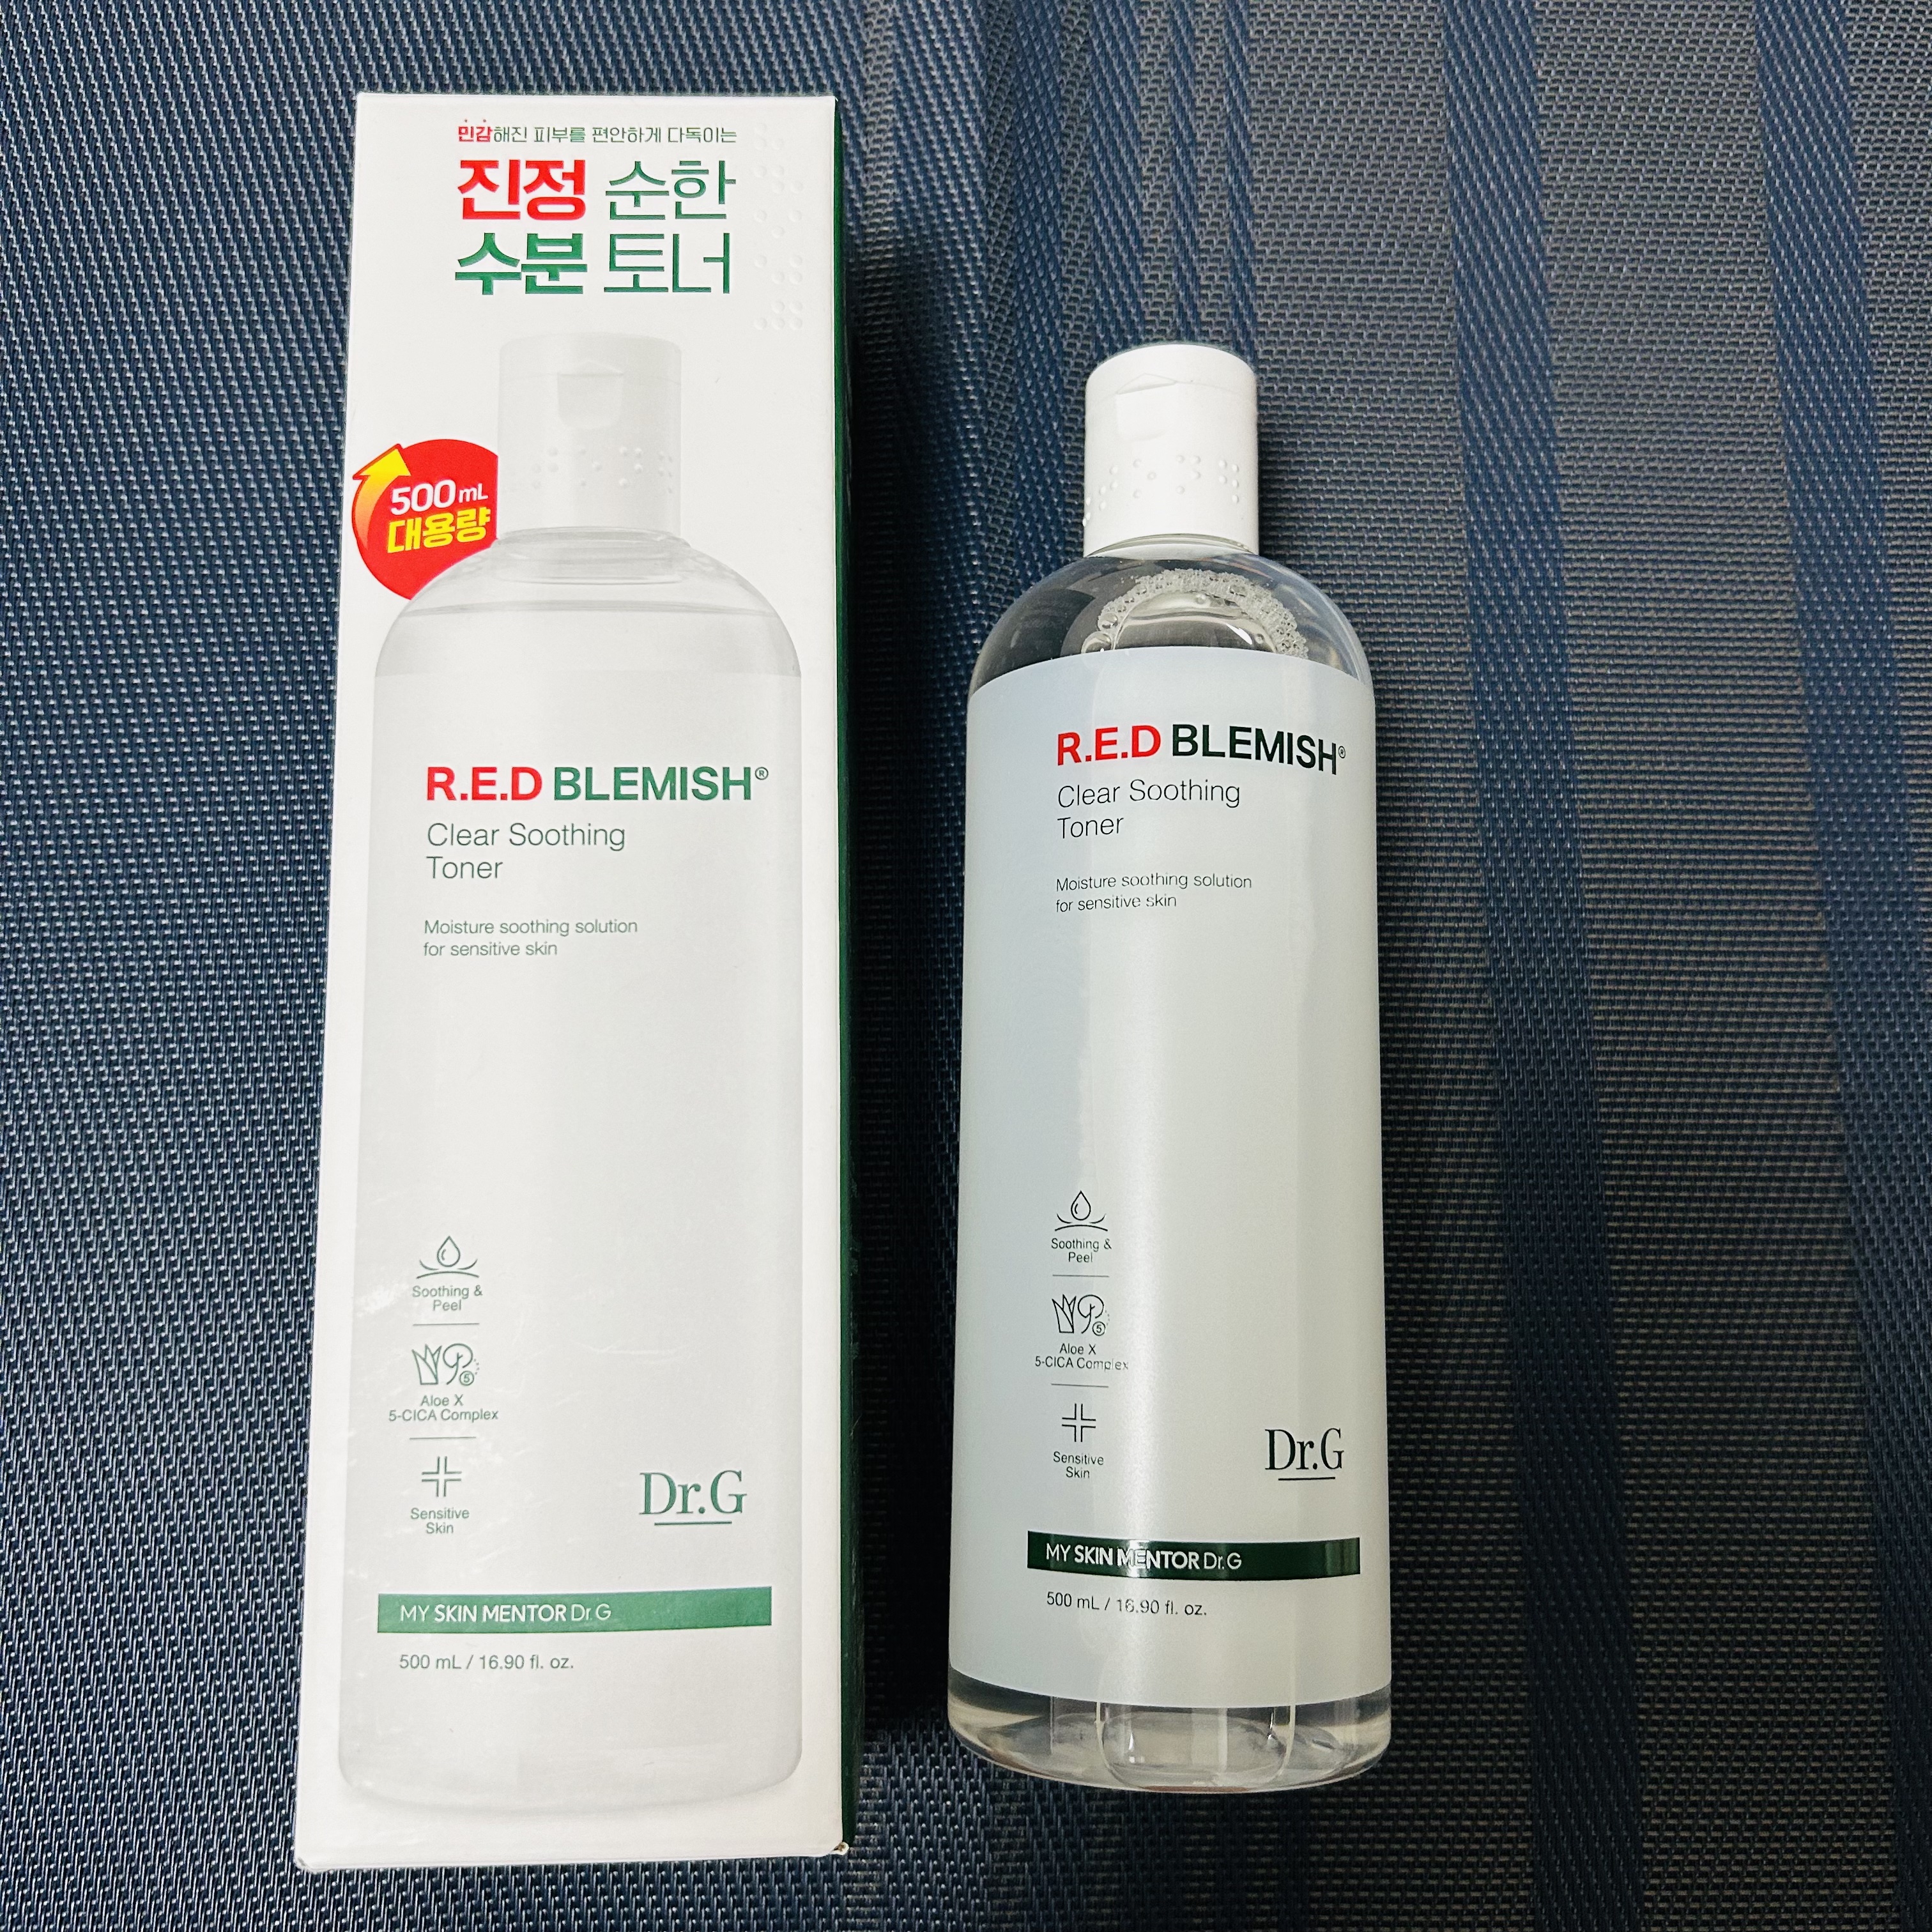 민감해진 피부를 편안하게 다독이는
진정 순한
수분 토너
500mL
대용량
R.E.D BLEMISH®
Clear Soothing
Toner
Moisture soothing solution
for sensitive skin
Soothing &
Peel
5
Aloe X
5-CICA Complex
Sensitive
Skin
Dr.G
MY SKIN MENTOR Dr.G
500 mL / 16.90 fl. oz.
R.E.D BLEMISH®
Clear Soothing
Toner
Moisture soothing solution
for sensitive skin
Soothing &
Peel
5
Aloe X
5-CICA Complex
Sensitive
Skin
Dr.G
MY SKIN MENTOR Dr.G
500 mL / 16.90 fl. oz.